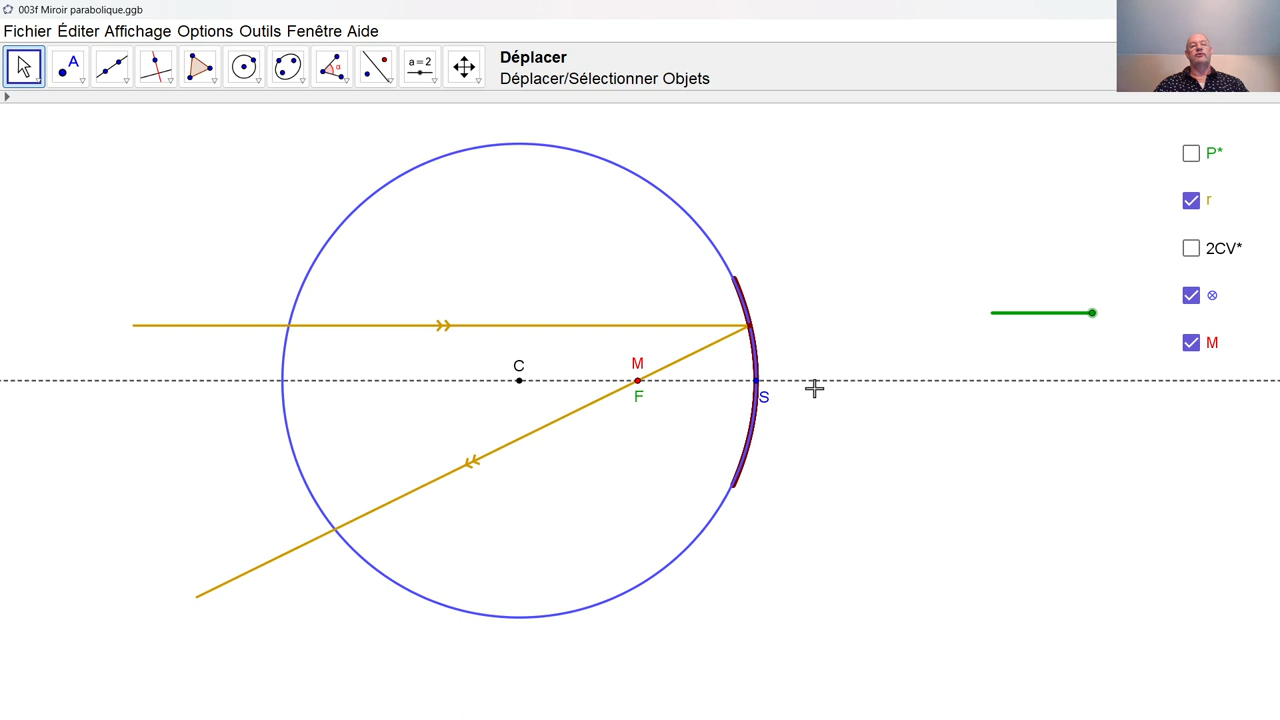 003f Miroir parabolique.ggb
Fichier Éditer Affichage Options Outils Fenêtre Aide
A
α
a = 2
Déplacer
Déplacer/Sélectionner Objets
P*
r
2CV*
⊗
M
C
M
F
S